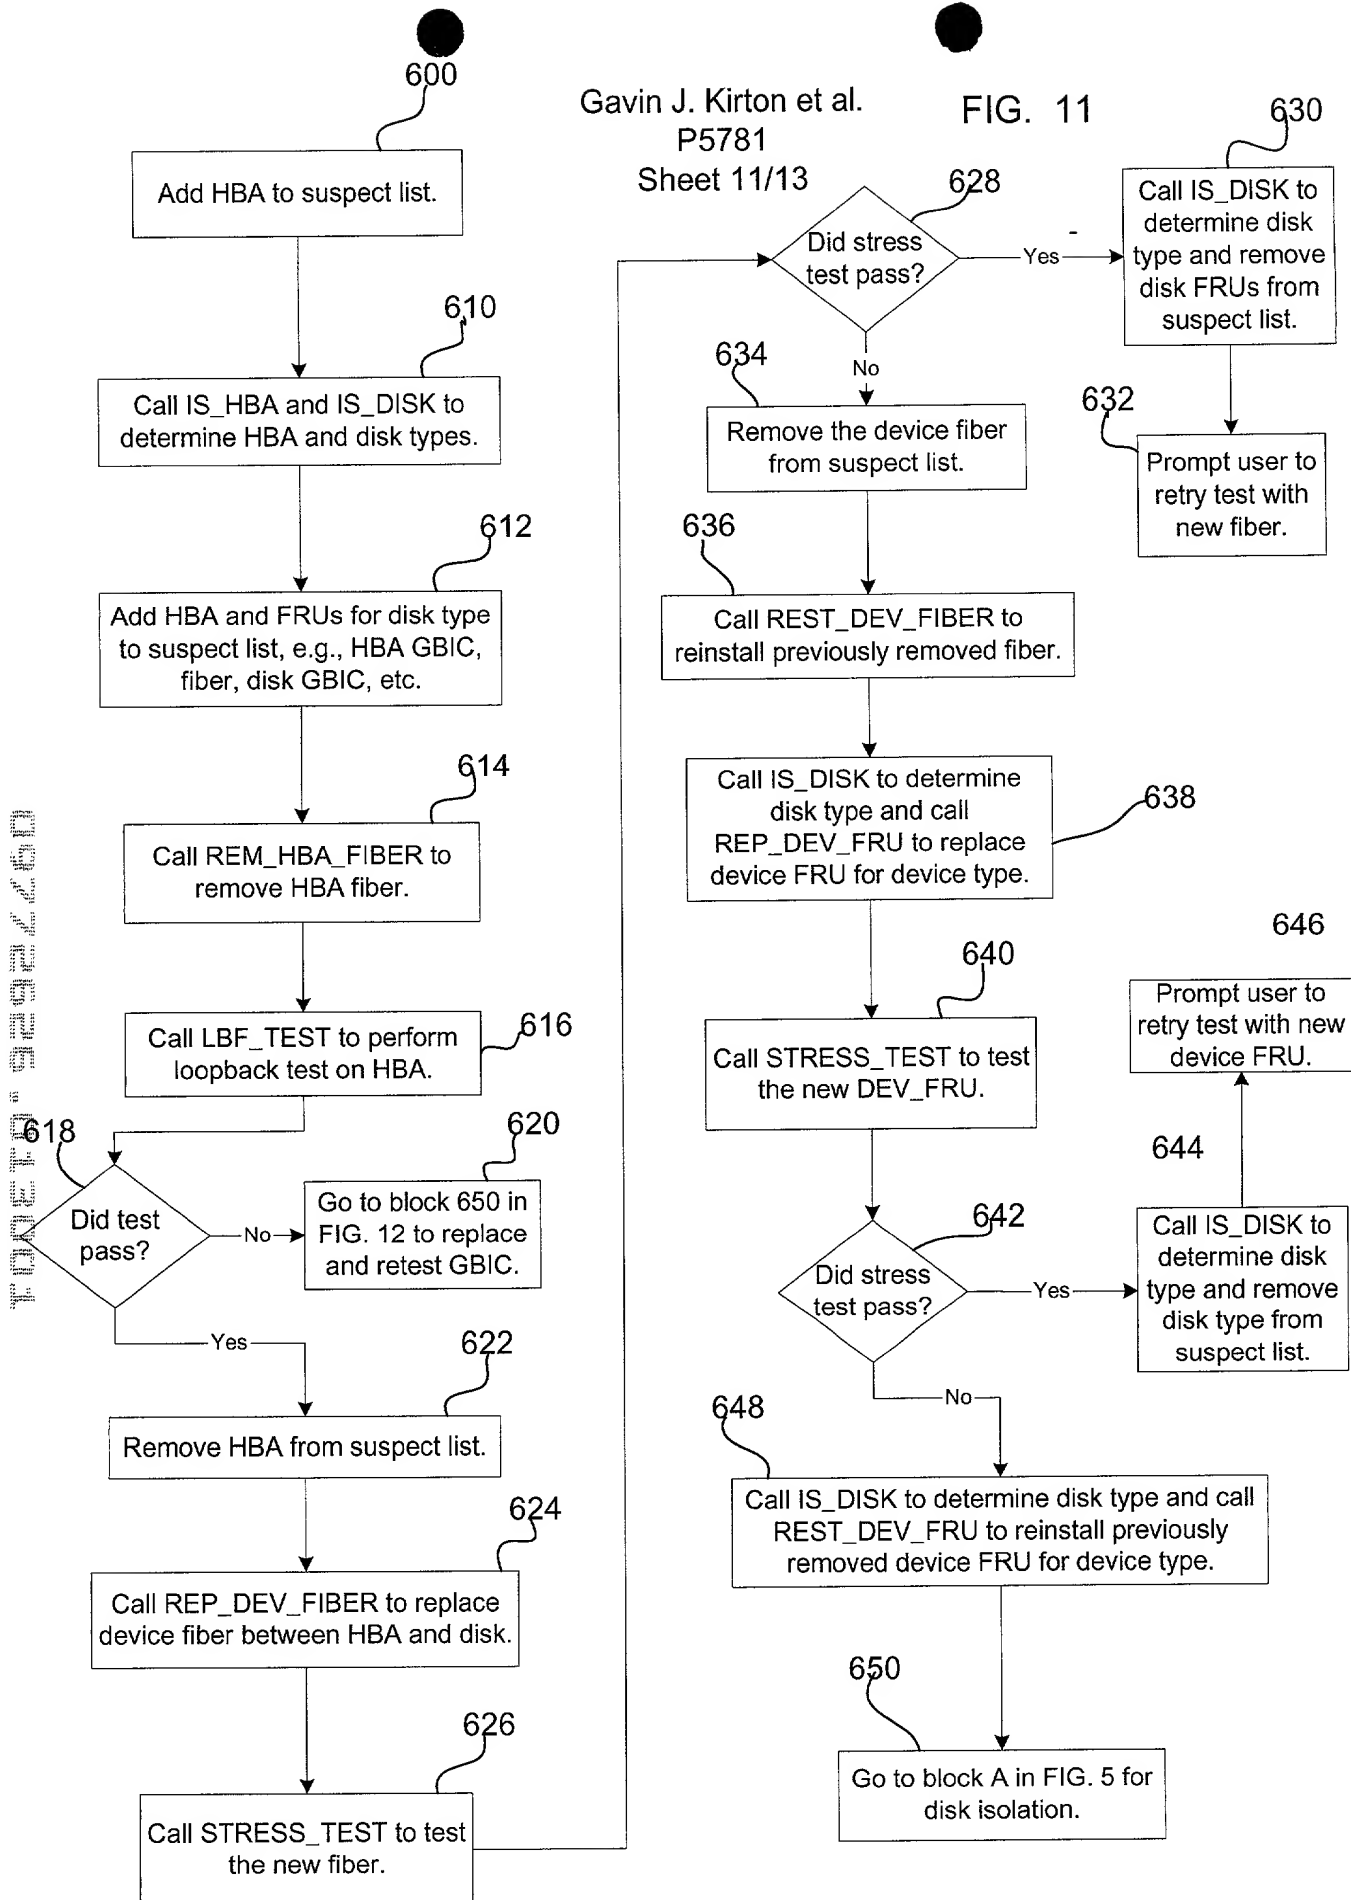 600
Gavin J. Kirton et al.
P5781
Sheet 11/13
FIG. 11
Add HBA to suspect list.
610
Call IS_HBA and IS_DISK to
determine HBA and disk types.
612
Add HBA and FRUs for disk type
to suspect list, e.g., HBA GBIC,
fiber, disk GBIC, etc.
614
Call REM_HBA_FIBER to
remove HBA fiber.
616
Call LBF_TEST to perform
loopback test on HBA.
618
Did test
pass?
No
620
Go to block 650 in
FIG. 12 to replace
and retest GBIC.
Yes
622
Remove HBA from suspect list.
624
Call REP_DEV_FIBER to replace
device fiber between HBA and disk.
626
Call STRESS_TEST to test
the new fiber.
628
Did stress
test pass?
Yes
630
Call IS_DISK to
determine disk
type and remove
disk FRUs from
suspect list.
632
Prompt user to
retry test with
new fiber.
No
634
Remove the device fiber
from suspect list.
636
Call REST_DEV_FIBER to
reinstall previously removed fiber.
638
Call IS_DISK to determine
disk type and call
REP_DEV_FRU to replace
device FRU for device type.
640
Call STRESS_TEST to test
the new DEV_FRU.
642
Did stress
test pass?
Yes
644
Call IS_DISK to
determine disk
type and remove
disk type from
suspect list.
646
Prompt user to
retry test with new
device FRU.
No
648
Call IS_DISK to determine disk type and call
REST_DEV_FRU to reinstall previously
removed device FRU for device type.
650
Go to block A in FIG. 5 for
disk isolation.